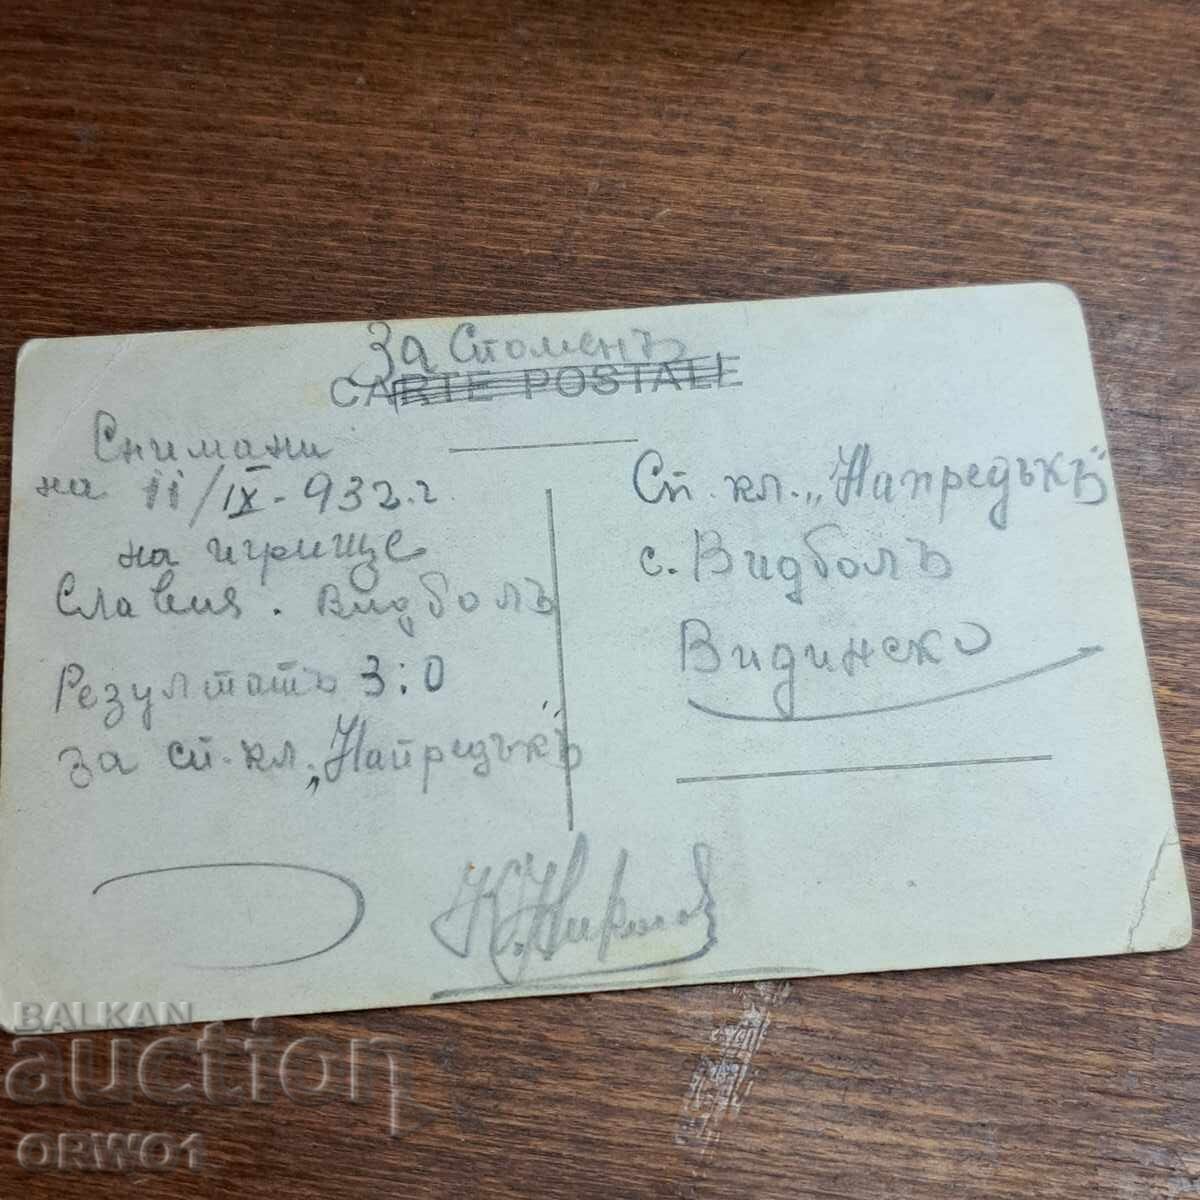 За Споменъ
CARTE POSTALE
Снимани
на 11/IX-932 г.
на игрище
Славия. Видболъ
Резултатъ 3:0
за сп. кл. „Напредъкъ"
Сп. кл. „Напредъкъ"
с. Видболъ
Видинско
BALKAN
auction
ORWO1